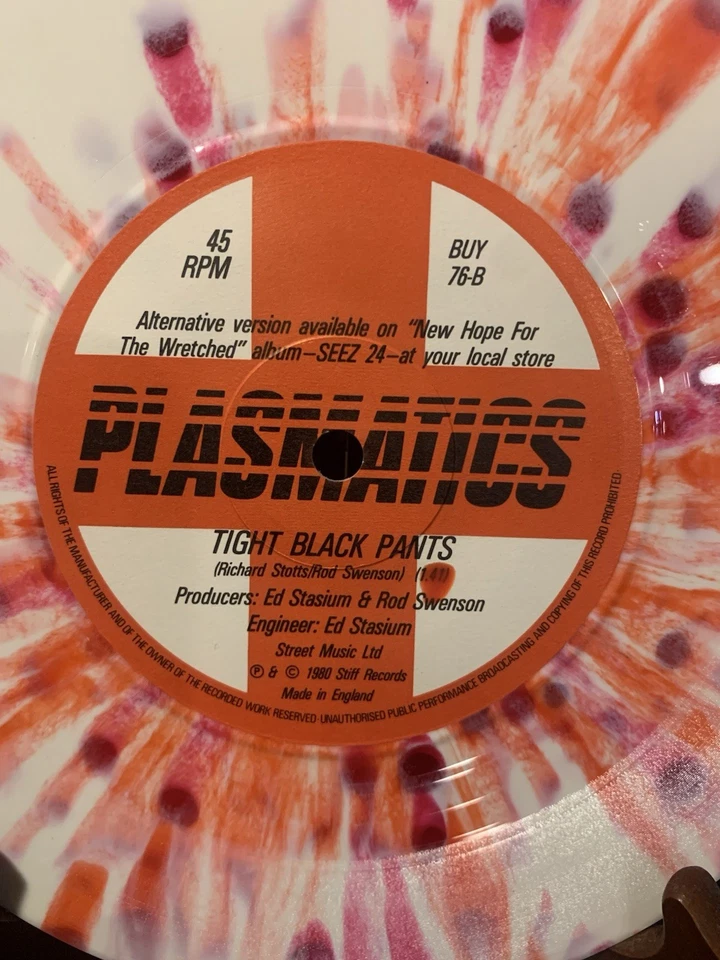 45
RPM
BUY
76-B
Alternative version available on "New Hope For
The Wretched" album–SEEZ 24–at your local store
PLASMATICS
TIGHT BLACK PANTS
(Richard Stotts/Rod Swenson) (1.41)
Producers: Ed Stasium & Rod Swenson
Engineer: Ed Stasium
Street Music Ltd
℗ & © 1980 Stiff Records
Made in England
ALL RIGHTS OF THE MANUFACTURER AND OF THE OWNER OF THE RECORDED WORK RESERVED·UNAUTHORISED PUBLIC PERFORMANCE BROADCASTING AND COPYING OF THIS RECORD PROHIBITED